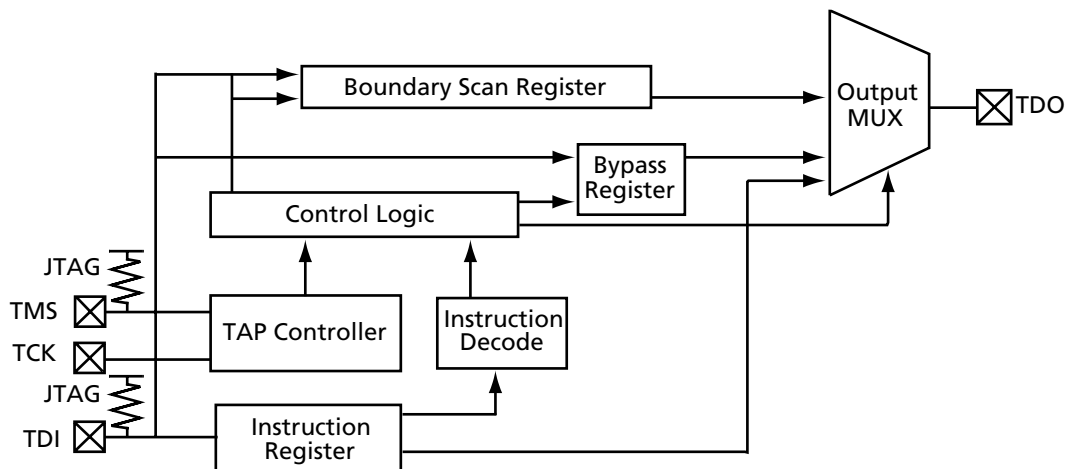 Boundary Scan Register
Output
MUX
TDO
Bypass
Register
Control Logic
JTAG
TMS
TAP Controller
Instruction
Decode
TCK
JTAG
TDI
Instruction
Register